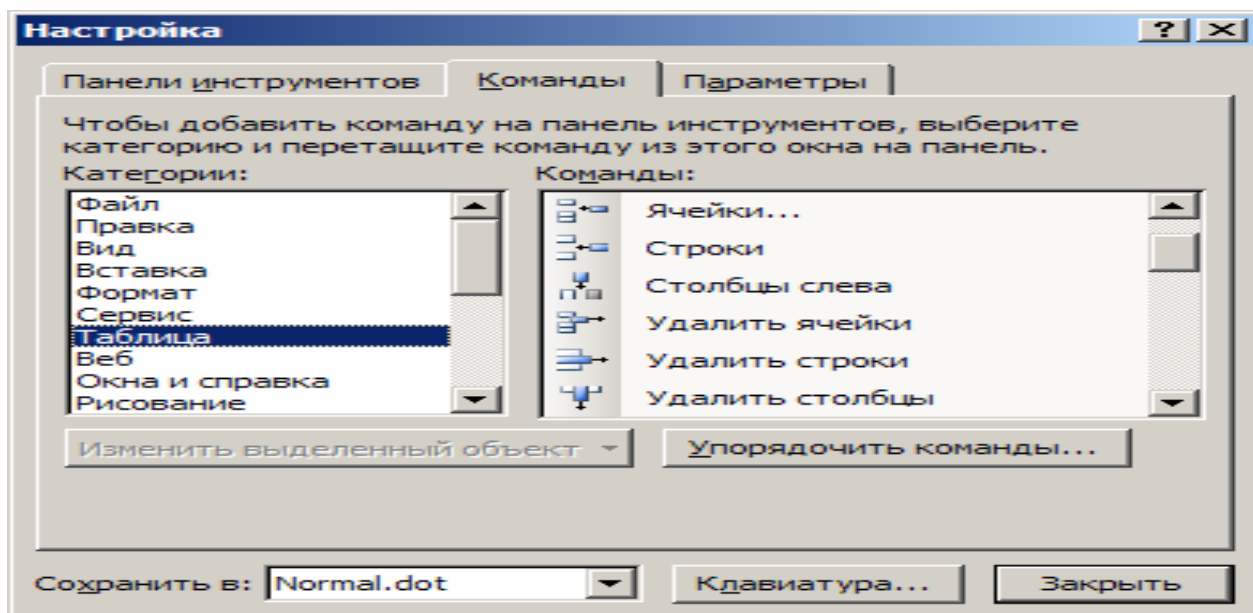 Настройка
Панели инструментов
Команды
Параметры
Чтобы добавить команду на панель инструментов, выберите
категорию и перетащите команду из этого окна на панель.
Категории:
Файл
Правка
Вид
Вставка
Формат
Сервис
Таблица
Веб
Окна и справка
Рисование
Команды:
Ячейки...
Строки
Столбцы слева
Удалить ячейки
Удалить строки
Удалить столбцы
Изменить выделенный объект
Упорядочить команды...
Сохранить в: Normal.dot
Клавиатура...
Закрыть